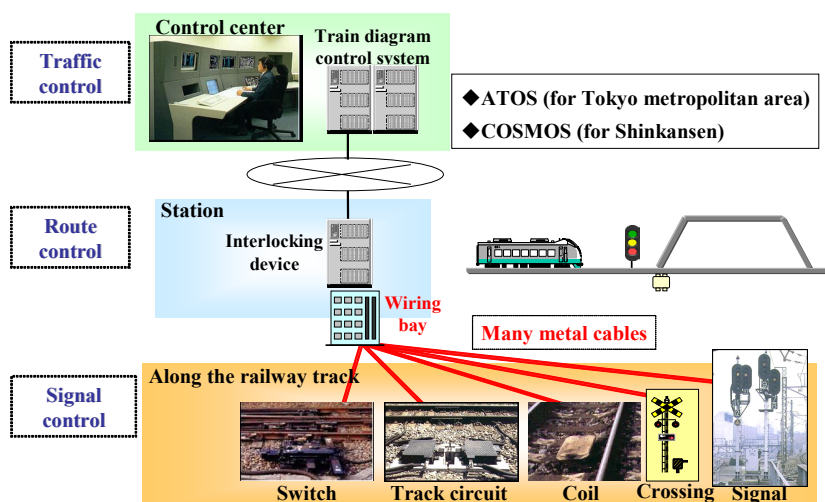 Control center
Train diagram
control system
Traffic
control
◆ATOS (for Tokyo metropolitan area)
◆COSMOS (for Shinkansen)
Station
Route
control
Interlocking
device
Wiring
bay
Many metal cables
Along the railway track
Signal
control
Switch
Track circuit
Coil
Crossing
Signal